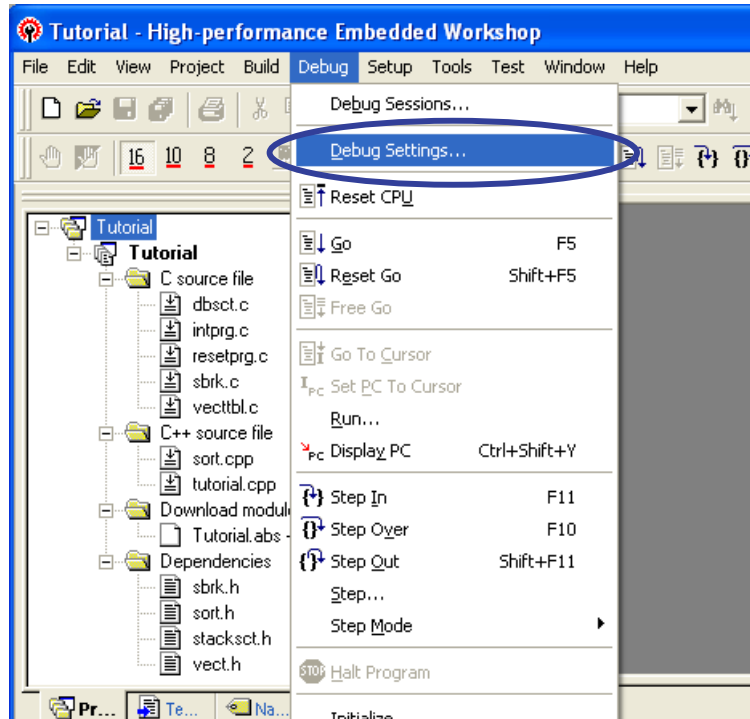 Tutorial - High-performance Embedded Workshop
File Edit View Project Build Debug Setup Tools Test Window Help
Debug Sessions...
16 10 8 2
Debug Settings...
Reset CPU
Go F5
Reset Go Shift+F5
Free Go
Go To Cursor
Set PC To Cursor
Run...
Display PC Ctrl+Shift+Y
Step In F11
Step Over F10
Step Out Shift+F11
Step...
Step Mode
STOP Halt Program
Initialize
Tutorial
Tutorial
C source file
dbsct.c
intprg.c
resetprg.c
sbrk.c
vecttbl.c
C++ source file
sort.cpp
tutorial.cpp
Download modul
Tutorial.abs -
Dependencies
sbrk.h
sort.h
stacksct.h
vect.h
Pr... Te... Na...